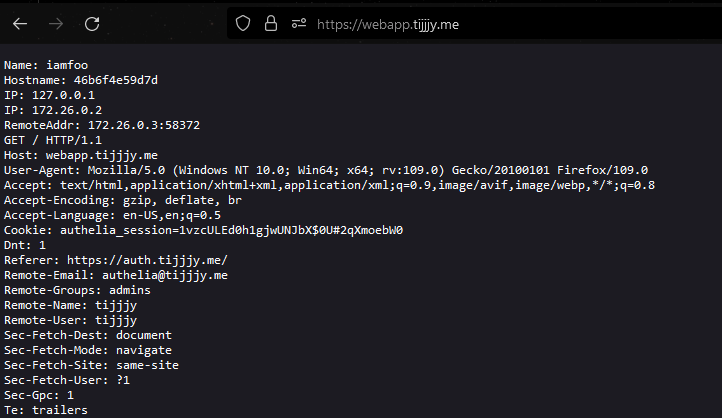 https://webapp.tijjjy.me
Name: iamfoo
Hostname: 46b6f4e59d7d
IP: 127.0.0.1
IP: 172.26.0.2
RemoteAddr: 172.26.0.3:58372
GET / HTTP/1.1
Host: webapp.tijjjy.me
User-Agent: Mozilla/5.0 (Windows NT 10.0; Win64; x64; rv:109.0) Gecko/20100101 Firefox/109.0
Accept: text/html,application/xhtml+xml,application/xml;q=0.9,image/avif,image/webp,*/*;q=0.8
Accept-Encoding: gzip, deflate, br
Accept-Language: en-US,en;q=0.5
Cookie: authelia_session=1vzcULEd0h1gjwUNJbX$0U#2qXmoebW0
Dnt: 1
Referer: https://auth.tijjjy.me/
Remote-Email: authelia@tijjjy.me
Remote-Groups: admins
Remote-Name: tijjjy
Remote-User: tijjjy
Sec-Fetch-Dest: document
Sec-Fetch-Mode: navigate
Sec-Fetch-Site: same-site
Sec-Fetch-User: ?1
Sec-Gpc: 1
Te: trailers